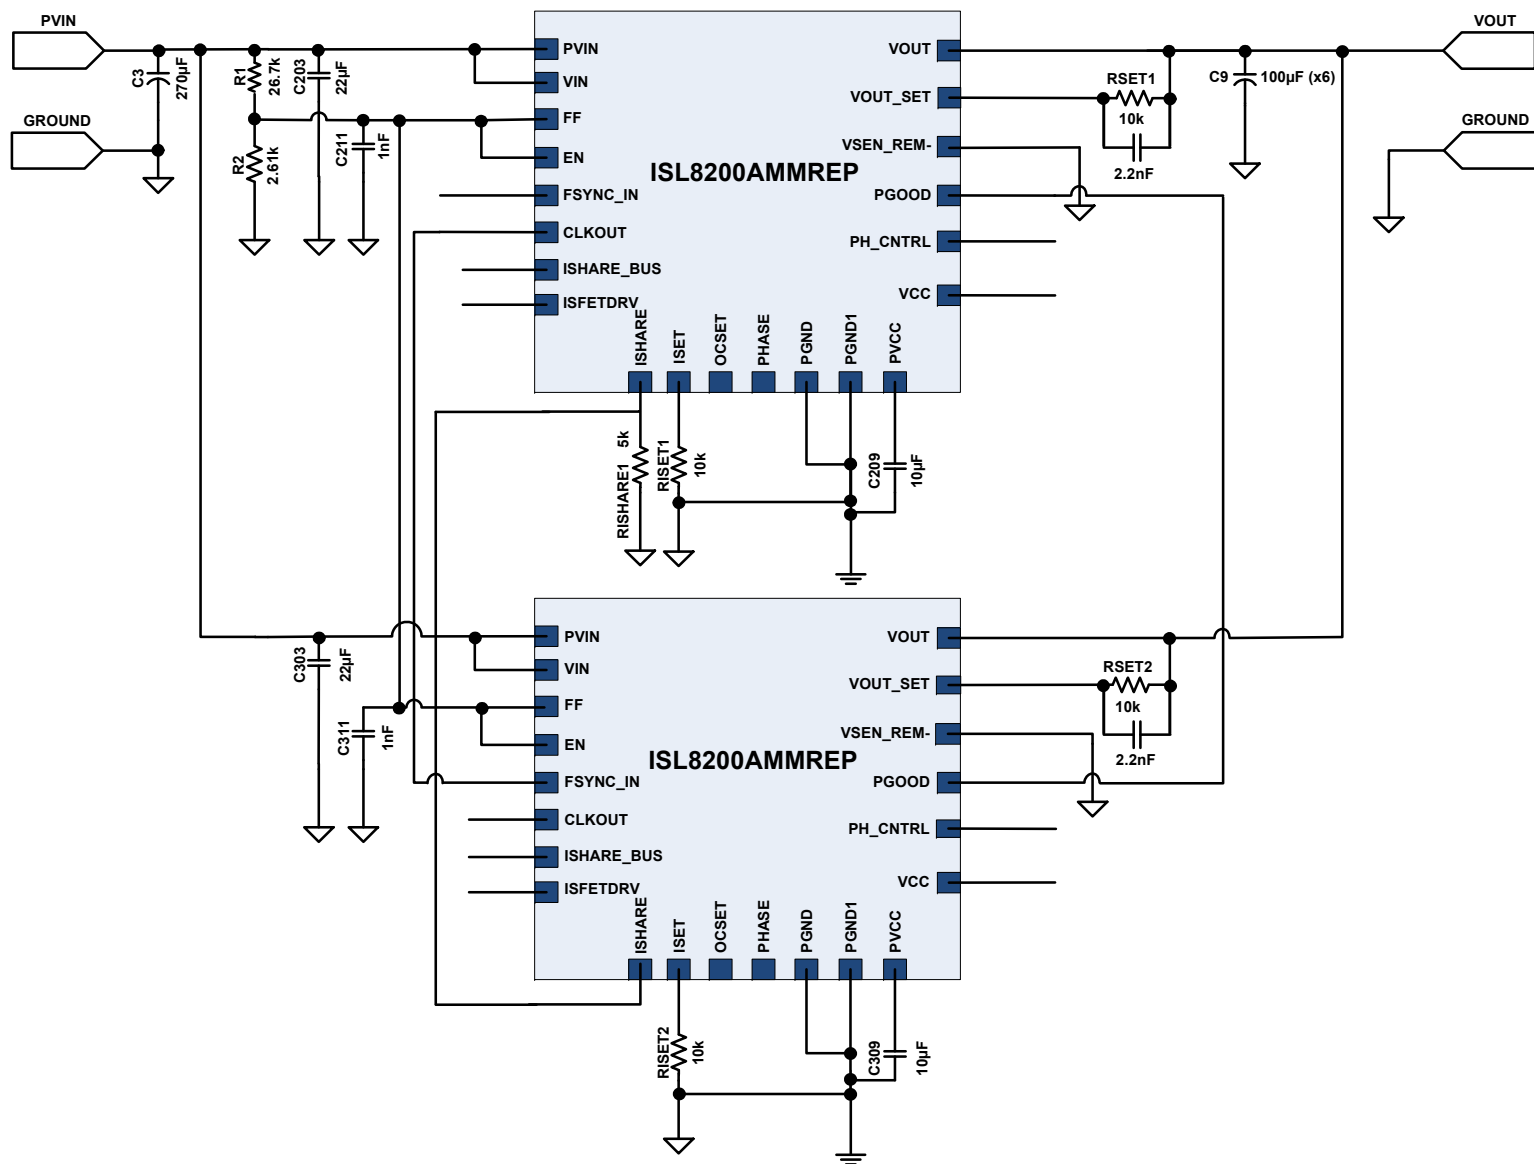 PVIN
GROUND
C3
270µF
R1
26.7k
C203
22µF
R2
2.61k
C211
1nF
PVIN
VIN
FF
EN
FSYNC_IN
CLKOUT
ISHARE_BUS
ISFETDRV
ISL8200AMMREP
VOUT
VOUT_SET
VSEN_REM-
PGOOD
PH_CNTRL
VCC
ISHARE
ISET
OCSET
PHASE
PGND
PGND1
PVCC
RSET1
10k
2.2nF
C9
100µF (x6)
VOUT
GROUND
RISHARE1
5k
RISET1
10k
C209
10µF
C303
22µF
C311
1nF
PVIN
VIN
FF
EN
FSYNC_IN
CLKOUT
ISHARE_BUS
ISFETDRV
ISL8200AMMREP
VOUT
VOUT_SET
VSEN_REM-
PGOOD
PH_CNTRL
VCC
ISHARE
ISET
OCSET
PHASE
PGND
PGND1
PVCC
RSET2
10k
2.2nF
RISET2
10k
C309
10µF